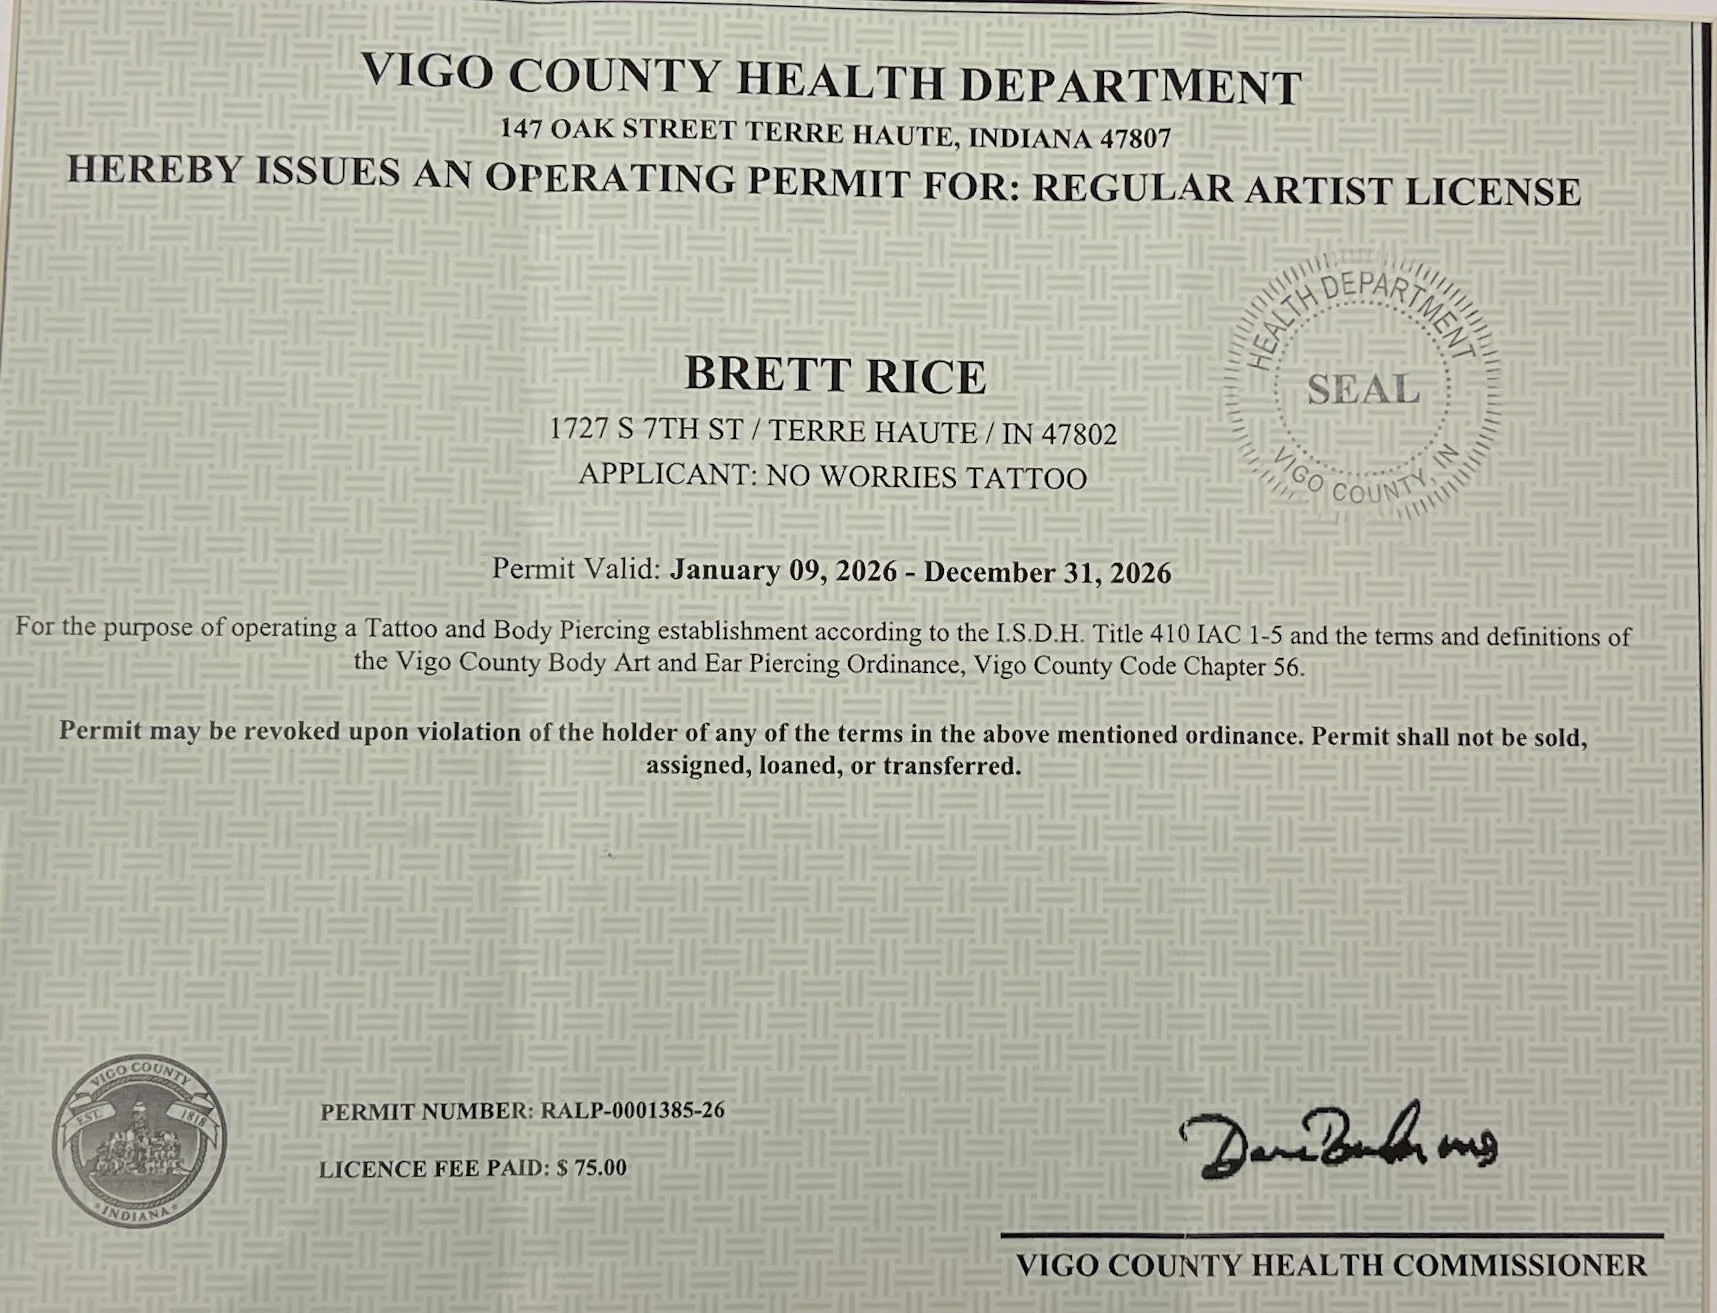 VIGO COUNTY HEALTH DEPARTMENT
147 OAK STREET TERRE HAUTE, INDIANA 47807
HEREBY ISSUES AN OPERATING PERMIT FOR: REGULAR ARTIST LICENSE
HEALTH DEPARTMENT
SEAL
VIGO COUNTY, IN
BRETT RICE
1727 S 7TH ST / TERRE HAUTE / IN 47802
APPLICANT: NO WORRIES TATTOO
Permit Valid: January 09, 2026 - December 31, 2026
For the purpose of operating a Tattoo and Body Piercing establishment according to the I.S.D.H. Title 410 IAC 1-5 and the terms and definitions of
the Vigo County Body Art and Ear Piercing Ordinance, Vigo County Code Chapter 56.
Permit may be revoked upon violation of the holder of any of the terms in the above mentioned ordinance. Permit shall not be sold,
assigned, loaned, or transferred.
VIGO COUNTY
EST. 1818
INDIANA
PERMIT NUMBER: RALP-0001385-26
LICENCE FEE PAID: $ 75.00
VIGO COUNTY HEALTH COMMISSIONER